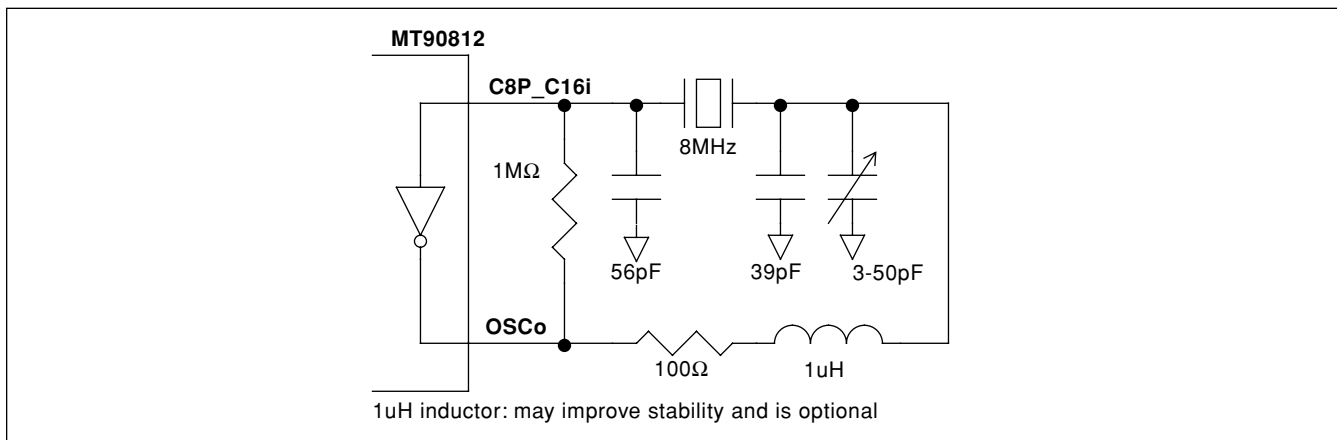 MT90812
C8P_C16i
8MHz
1MΩ
56pF
39pF
3-50pF
OSCo
100Ω
1uH
1uH inductor: may improve stability and is optional